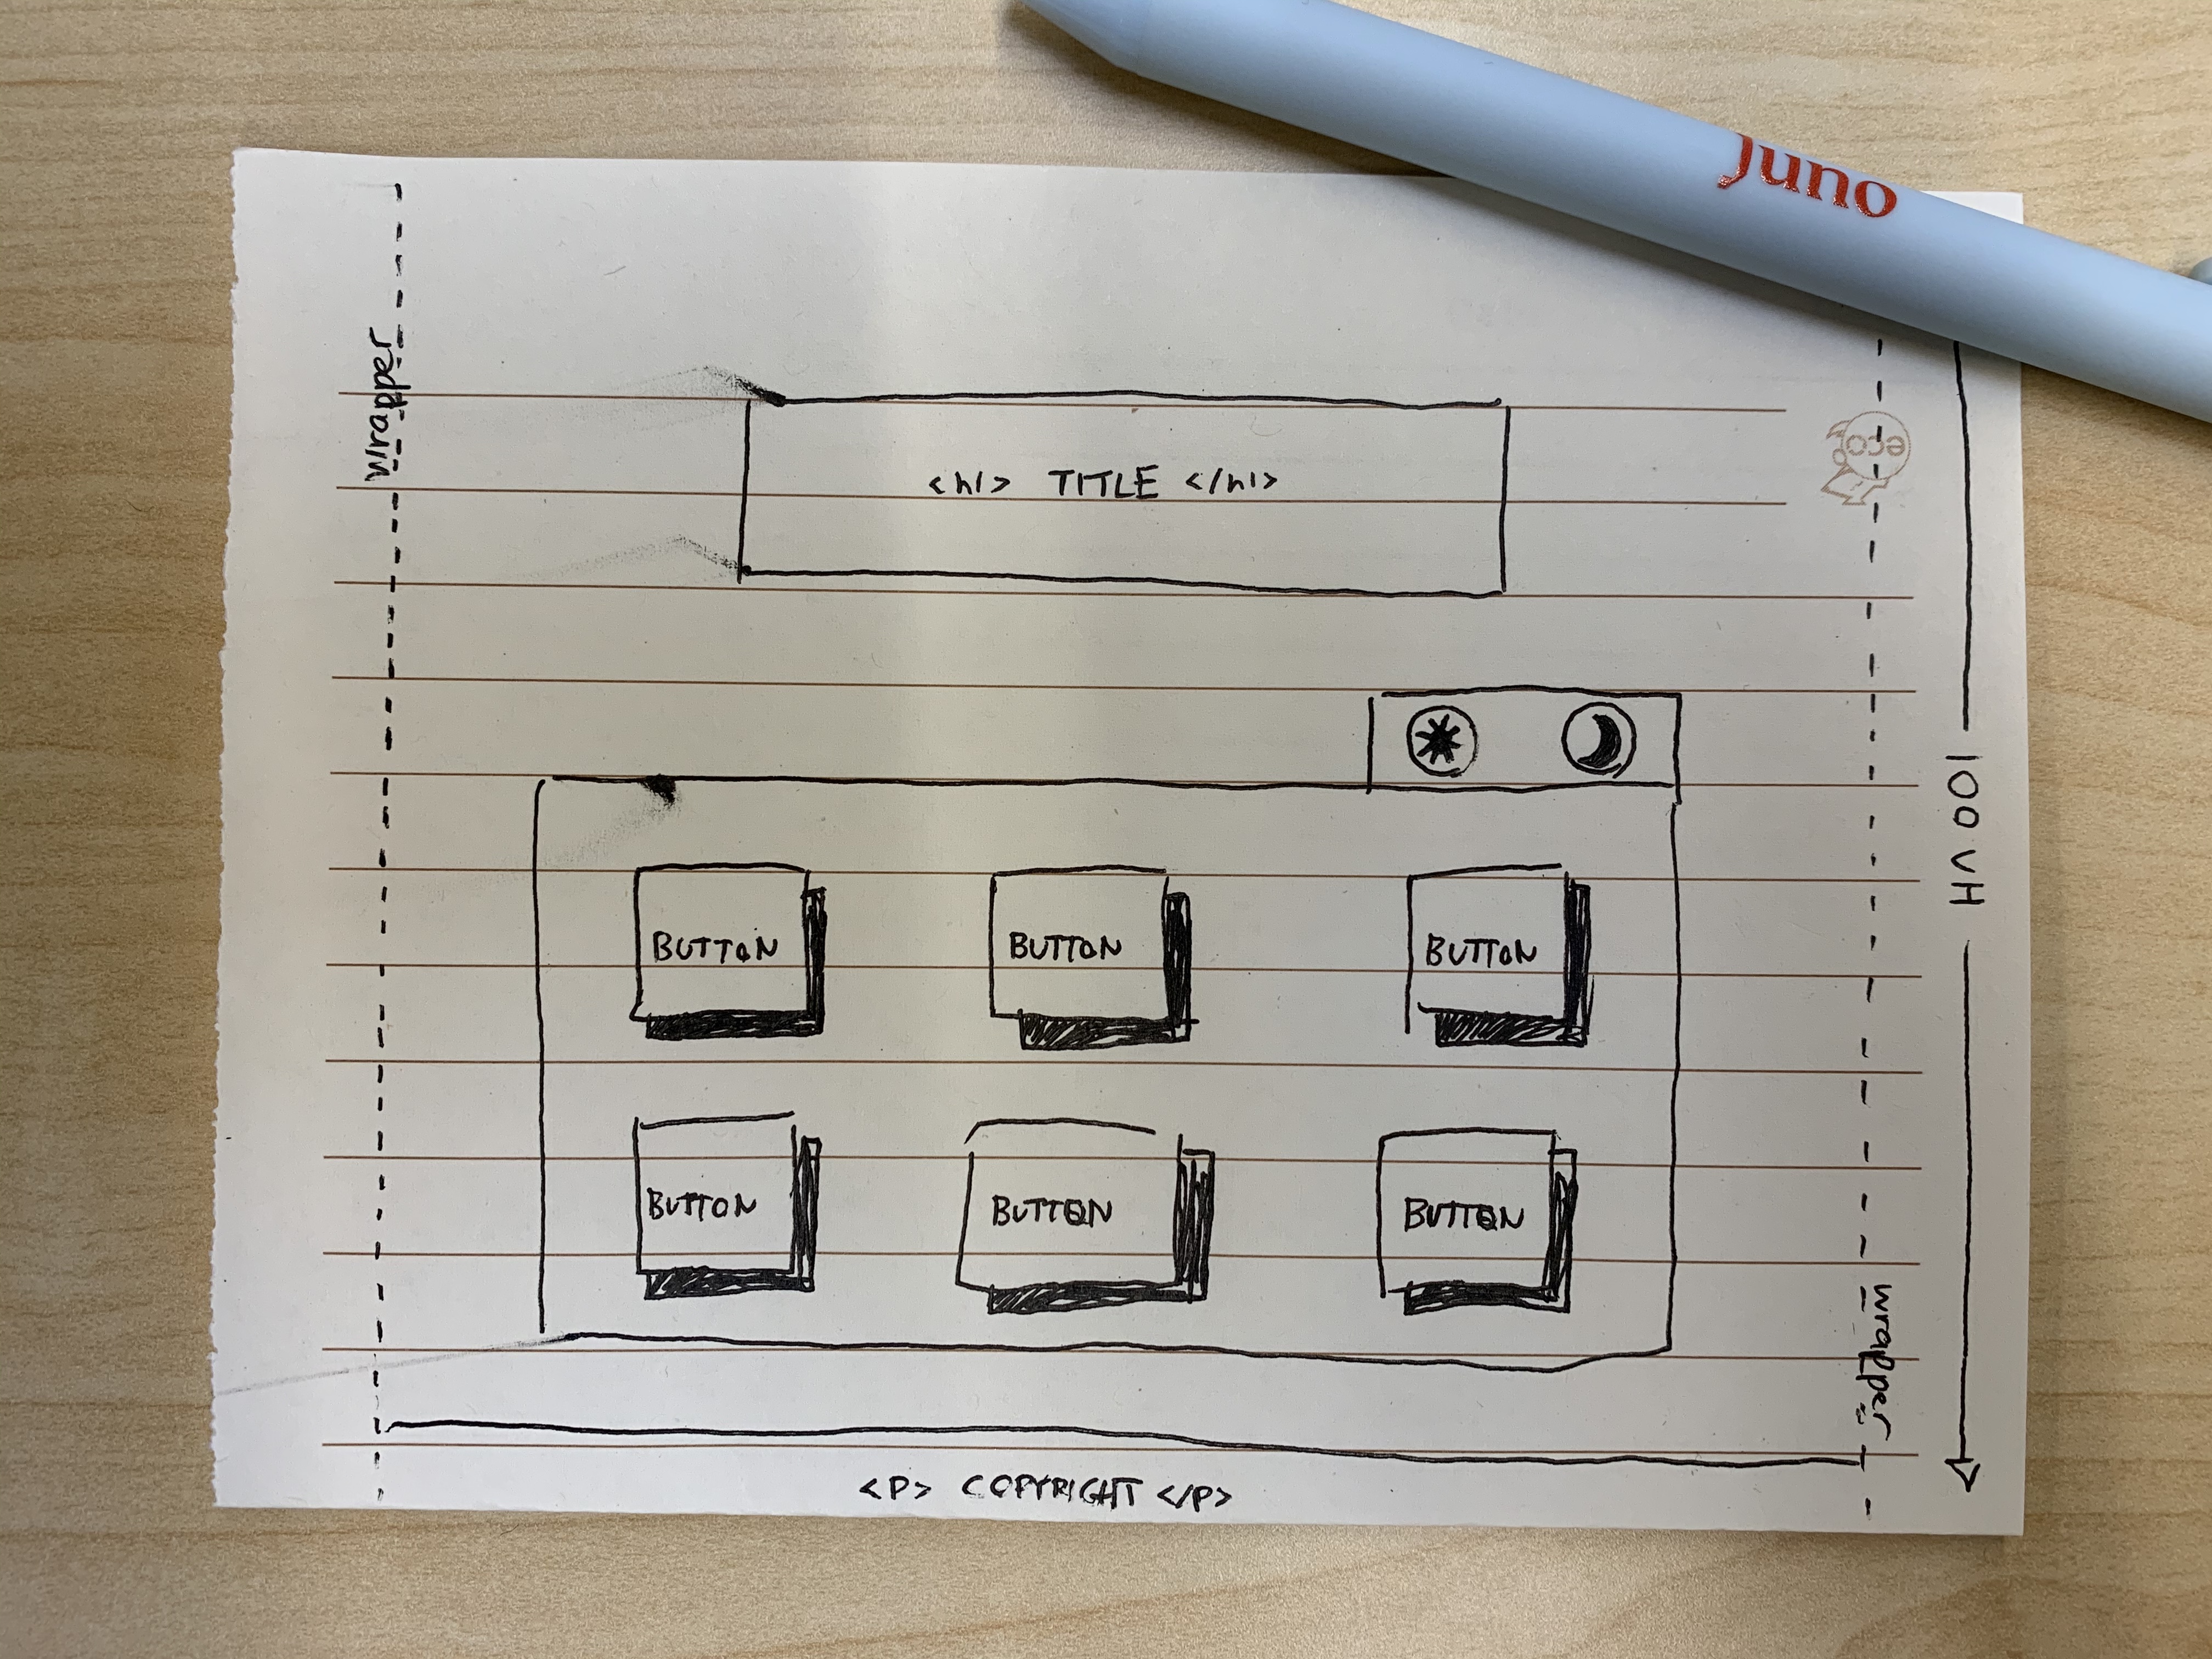 Juno
wrapper
eco
<h1> TITLE </h1>
100 VH
BUTTON BUTTON BUTTON
BUTTON BUTTON BUTTON
wrapper
<P> COPYRIGHT </P>